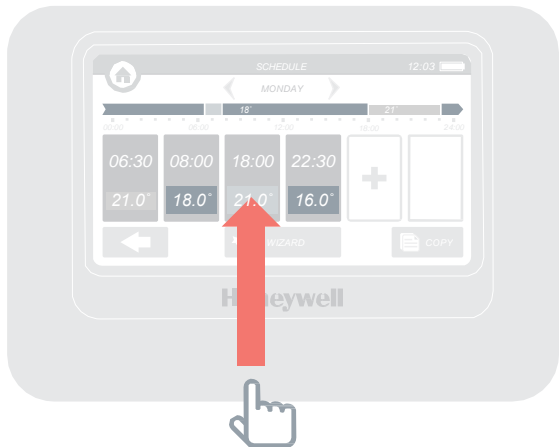 SCHEDULE 12:03
MONDAY
18° 21°
00:00 06:00 12:00 18:00 24:00
06:30 08:00 18:00 22:30
21.0° 18.0° 21.0° 16.0°
WIZARD COPY
Honeywell